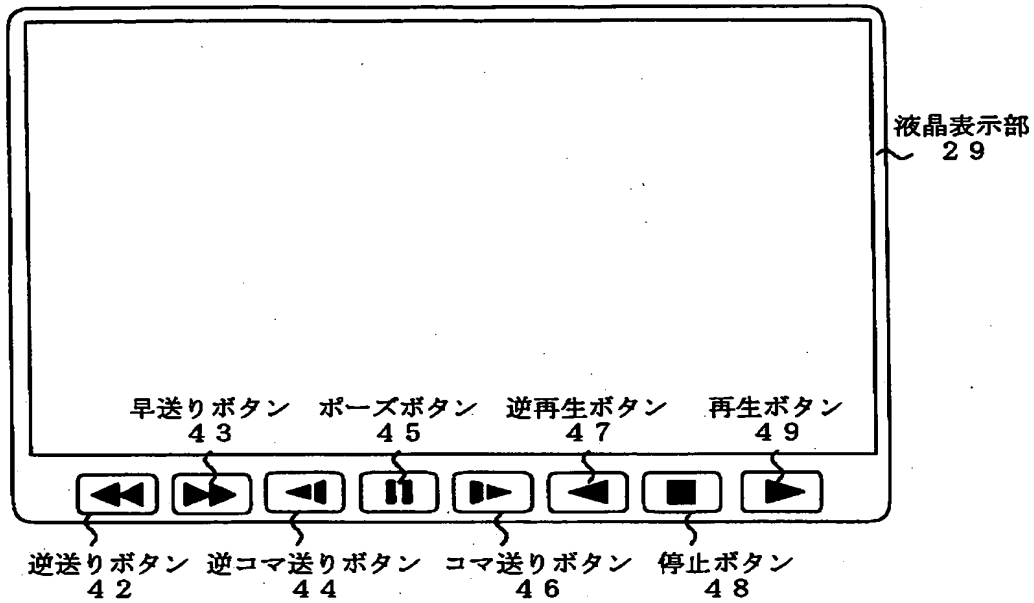 液晶表示部
２９
早送りボタン
４３
ポーズボタン
４５
逆再生ボタン
４７
再生ボタン
４９
逆送りボタン
４２
逆コマ送りボタン
４４
コマ送りボタン
４６
停止ボタン
４８